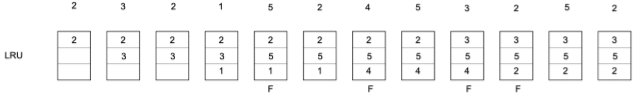 2 3 2 1 5 2 4 5 3 2 5 2
2 2 2 2 2 2 2 2 3 3 3 3
LRU 3 3 3 5 5 5 5 5 5 5 5
1 1 1 4 4 4 2 2 2
F F F F